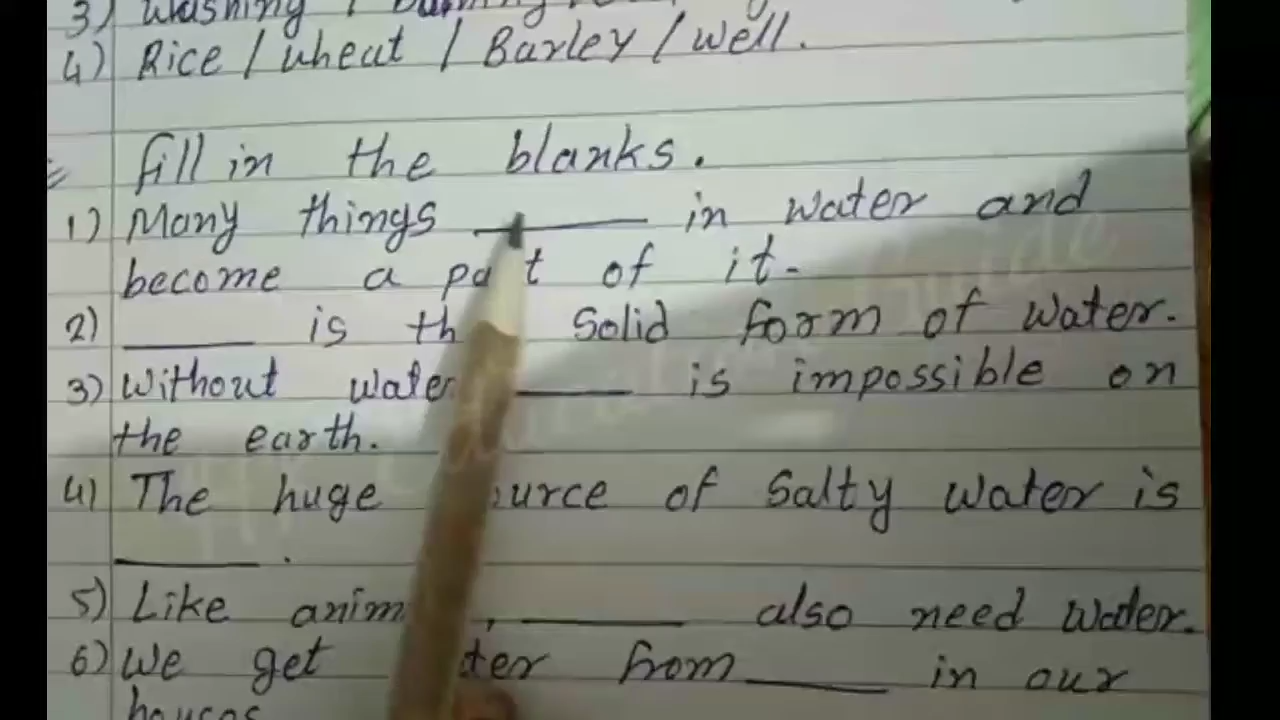 3) Washing /
4) Rice / wheat / Barley / well.
fill in the blanks.
1) Many things ______ in water and
become a part of it.
2) ______ is the Solid form of water.
3) Without water ______ is impossible on
the earth.
4) The huge source of Salty water is
______ .
5) Like animals, ______ also need water.
6) We get water from ______ in our
houses